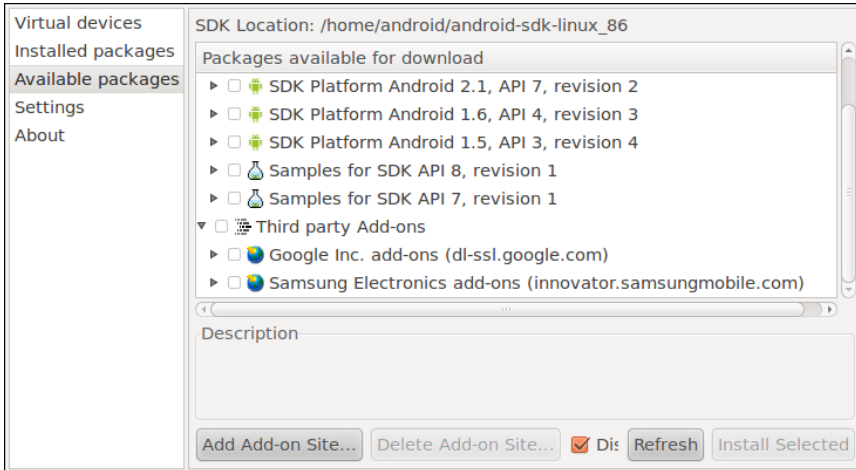 Virtual devices
Installed packages
Available packages
Settings
About
SDK Location: /home/android/android-sdk-linux_86
Packages available for download
SDK Platform Android 2.1, API 7, revision 2
SDK Platform Android 1.6, API 4, revision 3
SDK Platform Android 1.5, API 3, revision 4
Samples for SDK API 8, revision 1
Samples for SDK API 7, revision 1
Third party Add-ons
Google Inc. add-ons (dl-ssl.google.com)
Samsung Electronics add-ons (innovator.samsungmobile.com)
Description
Add Add-on Site... Delete Add-on Site... Dis Refresh Install Selected